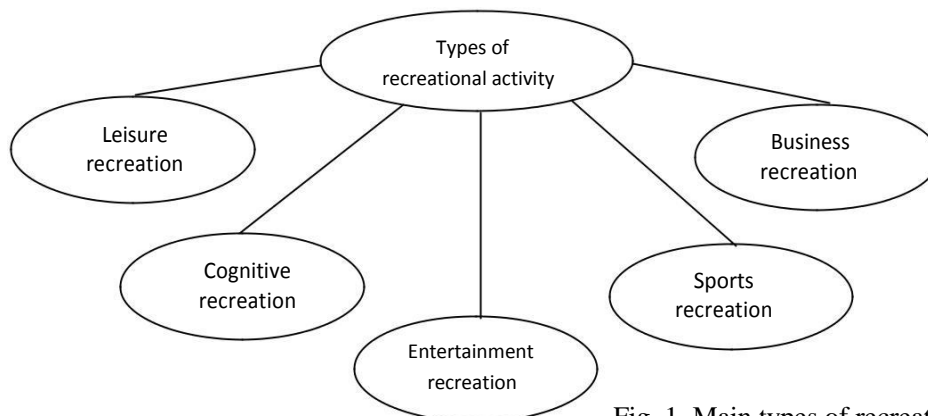 Types of
recreational activity
Leisure
recreation
Business
recreation
Cognitive
recreation
Sports
recreation
Entertainment
recreation
Fig. 1. Main types of